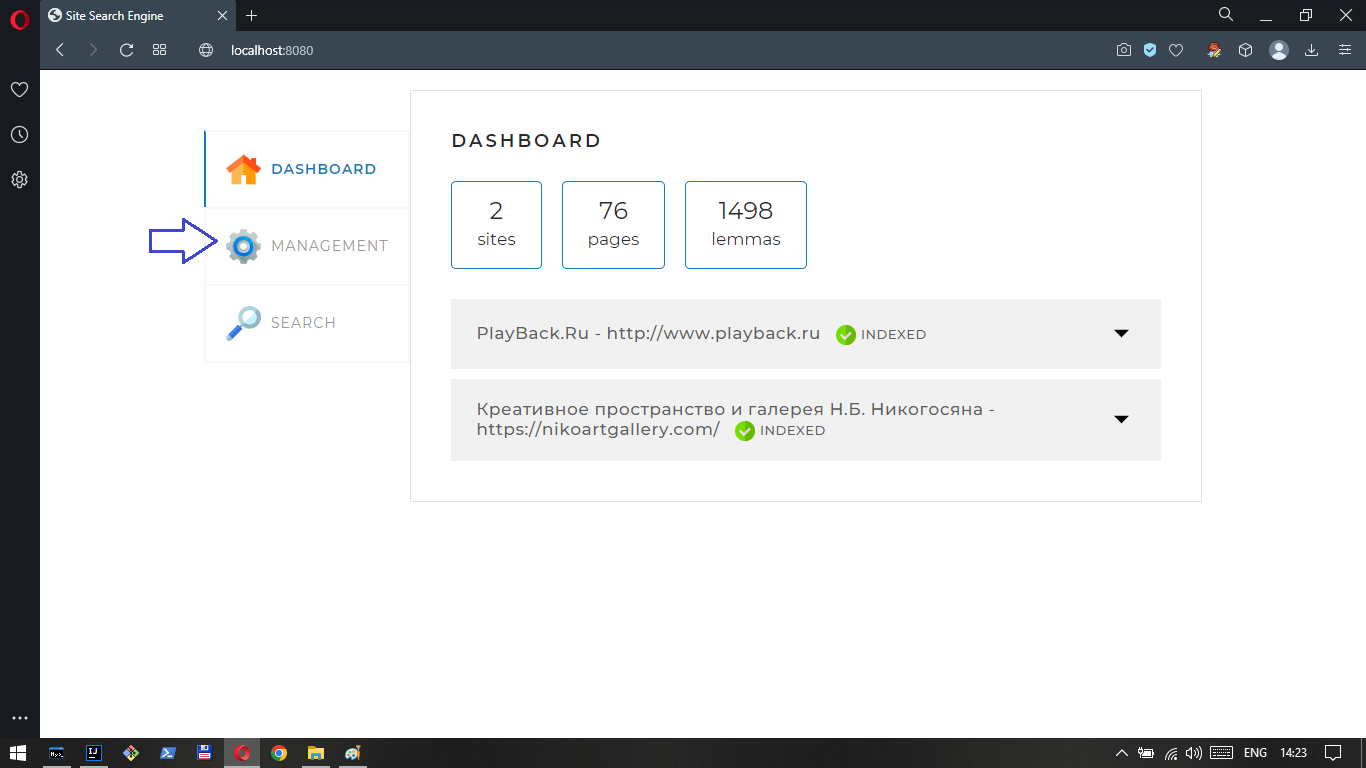 Site Search Engine
localhost:8080
DASHBOARD
MANAGEMENT
SEARCH
DASHBOARD
2
sites
76
pages
1498
lemmas
PlayBack.Ru - http://www.playback.ru INDEXED
Креативное пространство и галерея Н.Б. Никогосяна -
https://nikoartgallery.com/ INDEXED
IJ
ENG 14:23